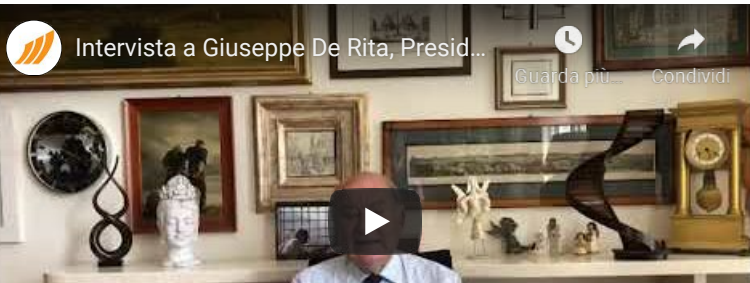 Intervista a Giuseppe De Rita, Presid...
Guarda più...
Condividi